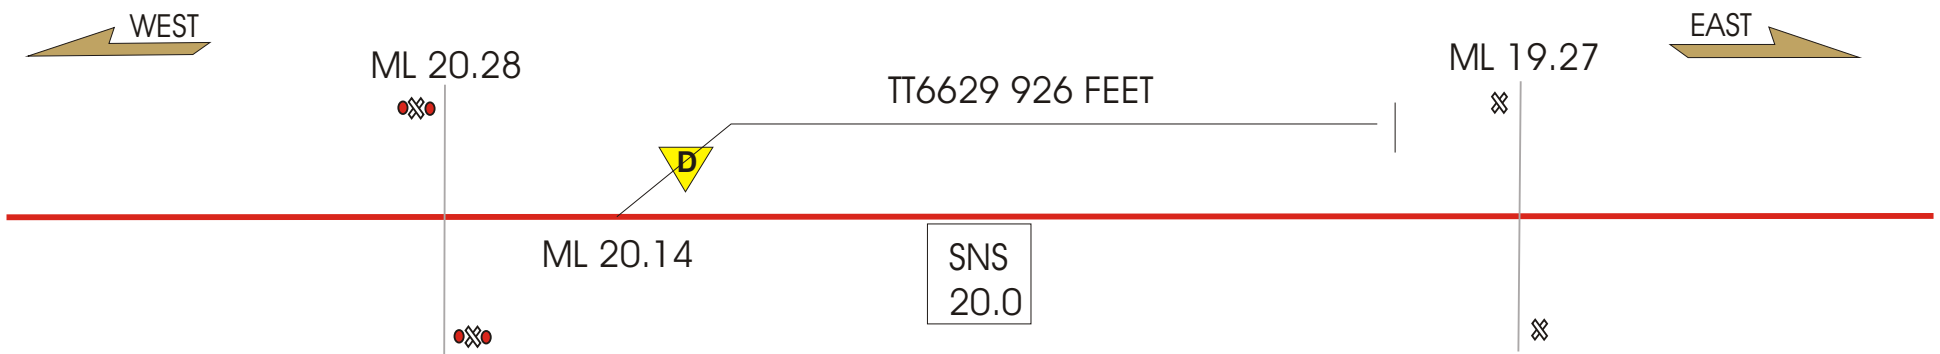 WEST
EAST
ML 20.28
ML 19.27
TT6629 926 FEET
D
ML 20.14
SNS
20.0